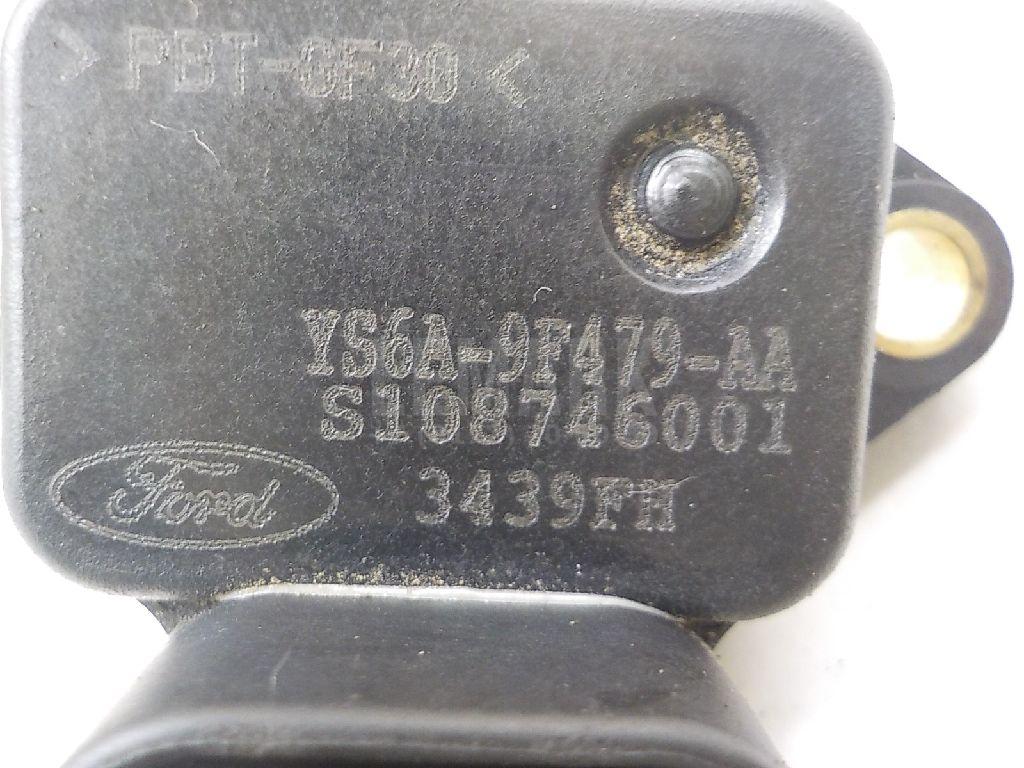 > PBT-GF30 <
YS6A-9F479-AA
S108746001
Ford
3439FH